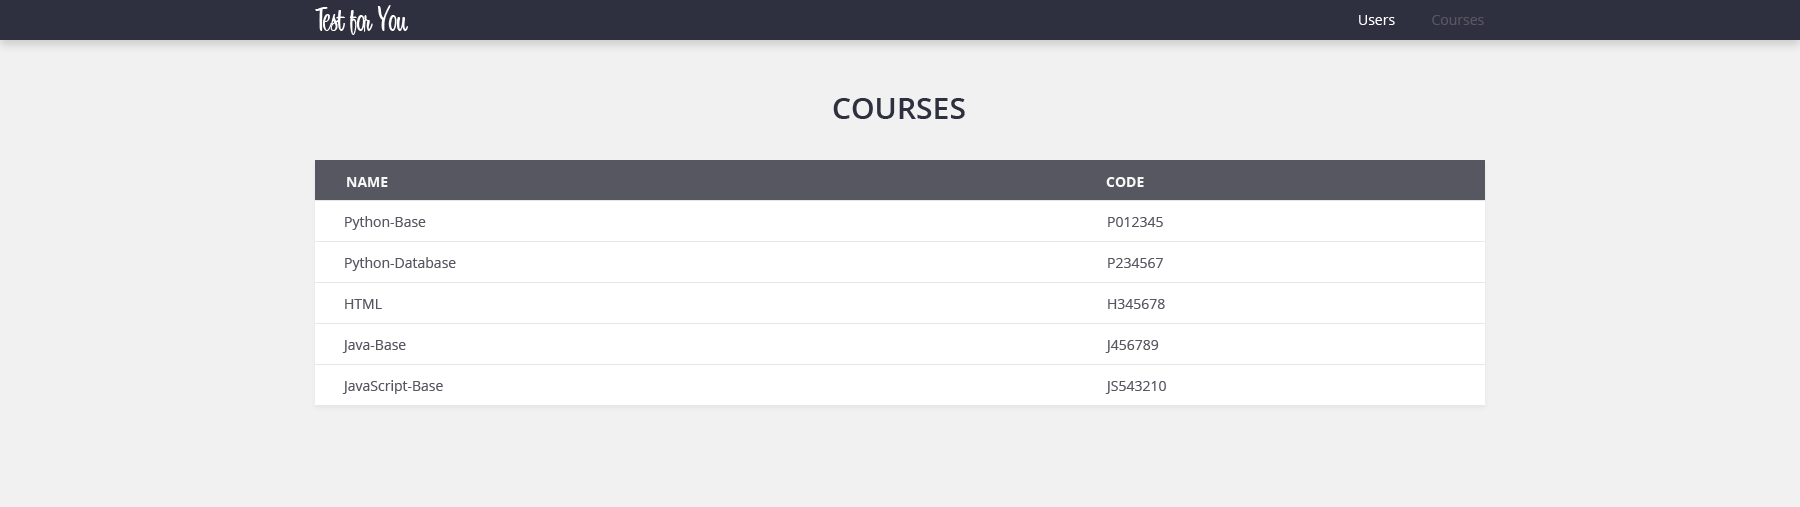 Test for You
Users Courses
COURSES
NAME CODE
Python-Base P012345
Python-Database P234567
HTML H345678
Java-Base J456789
JavaScript-Base JS543210